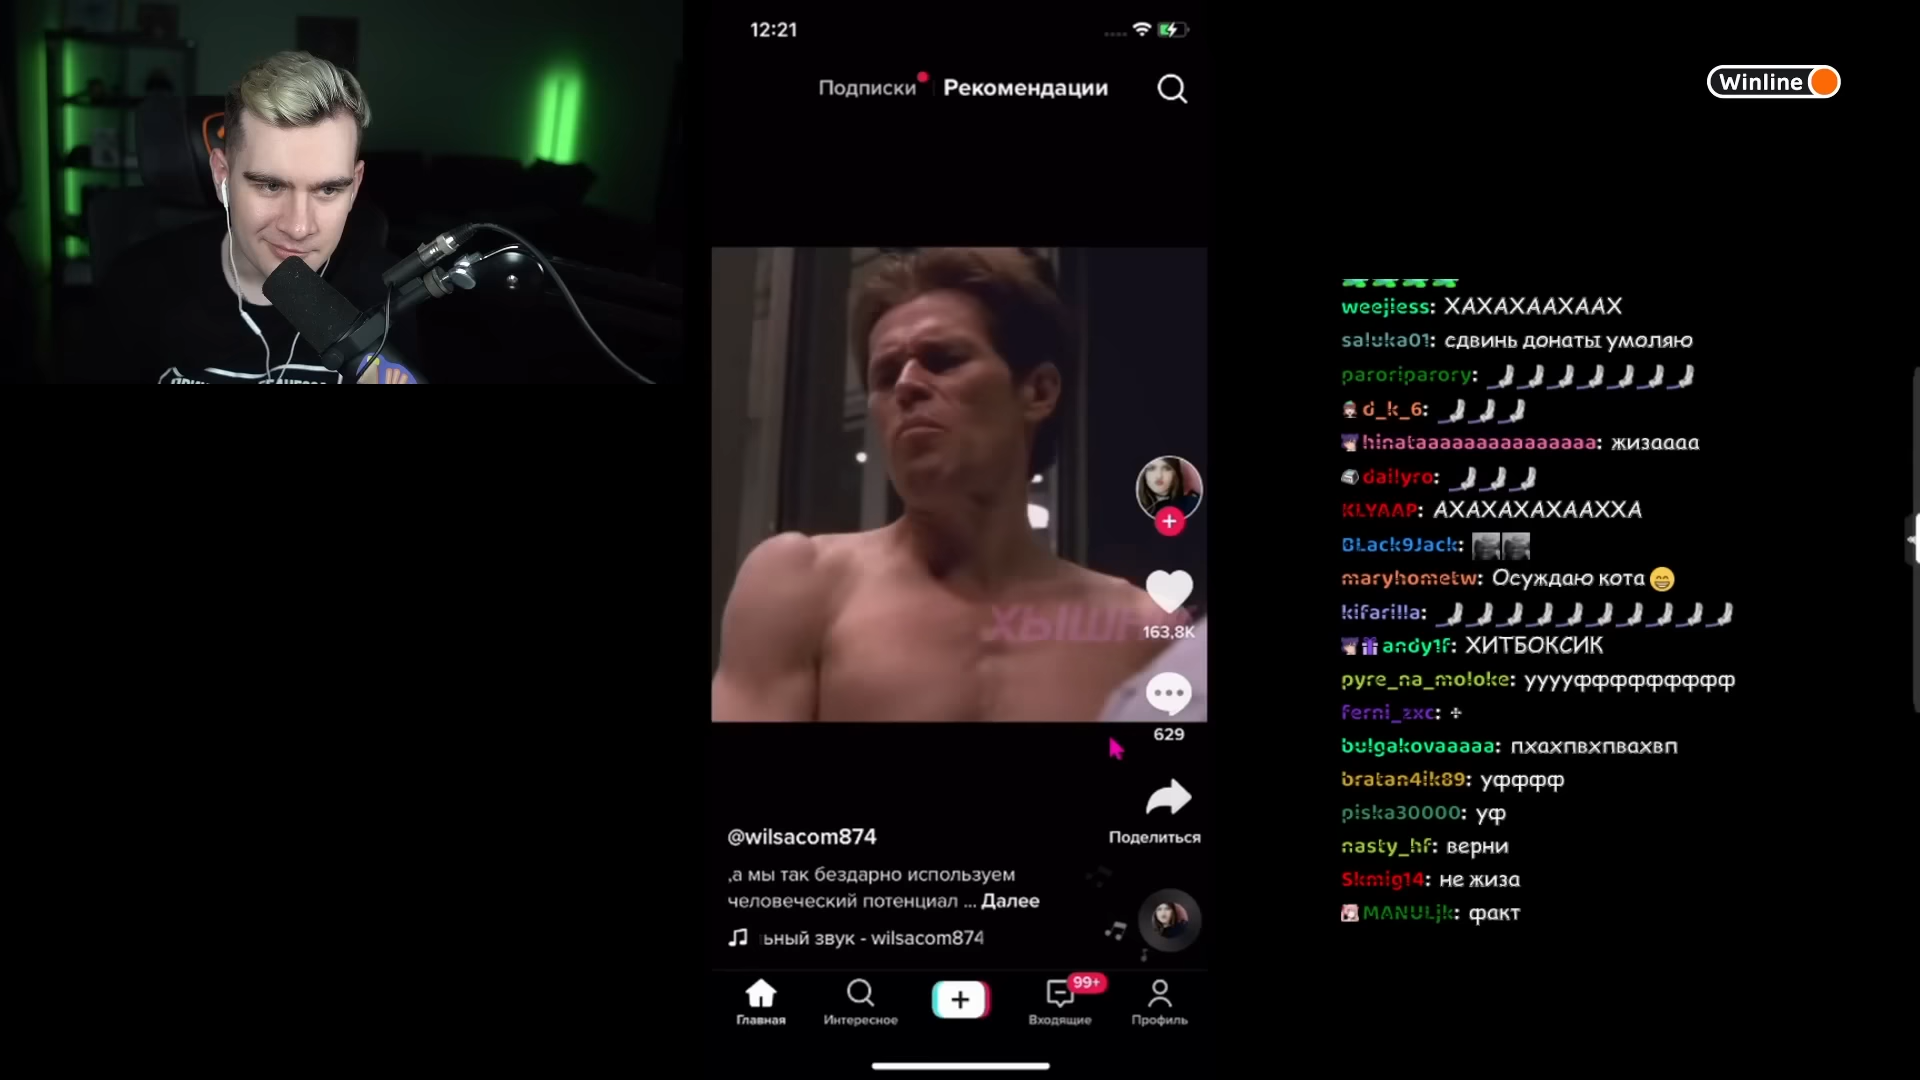 12:21
Подписки Рекомендации
Winline
163,8K
629
Поделиться
@wilsacom874
,а мы так бездарно используем
человеческий потенциал ... Далее
ьный звук - wilsacom874
Главная
Интересное
99+
Входящие
Профиль
weejiess: ХАХАХААХААХ
saluka01: сдвинь донаты умоляю
paroriparory:
d_k_6:
hinataaaaaaaaaaaaaaa: жизаааа
dailyro:
KLYAAP: АХАХАХАХААХХА
BLack9Jack:
maryhometw: Осуждаю кота
kifarilla:
andy1f: ХИТБОКСИК
pyre_na_moloke: уууууфффффффффф
ferni_zxc: ÷
bulgakovaaaaa: пхахпвхпвахвп
bratan4ik89: уфффф
piska30000: уф
nasty_hf: верни
Skmig14: не жиза
MANULjk: факт